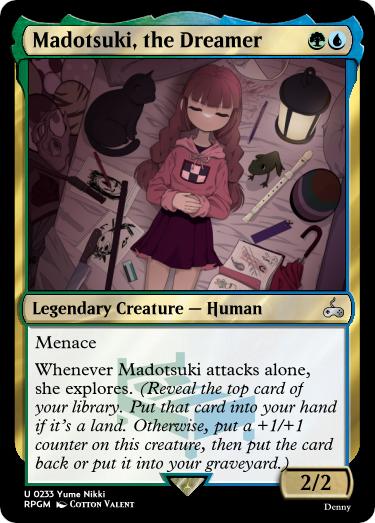 Madotsuki, the Dreamer
Legendary Creature — Human
Menace
Whenever Madotsuki attacks alone,
she explores. (Reveal the top card of
your library. Put that card into your hand
if it's a land. Otherwise, put a +1/+1
counter on this creature, then put the card
back or put it into your graveyard.)
2/2
U 0233 Yume Nikki
RPGM Cotton Valent
Denny